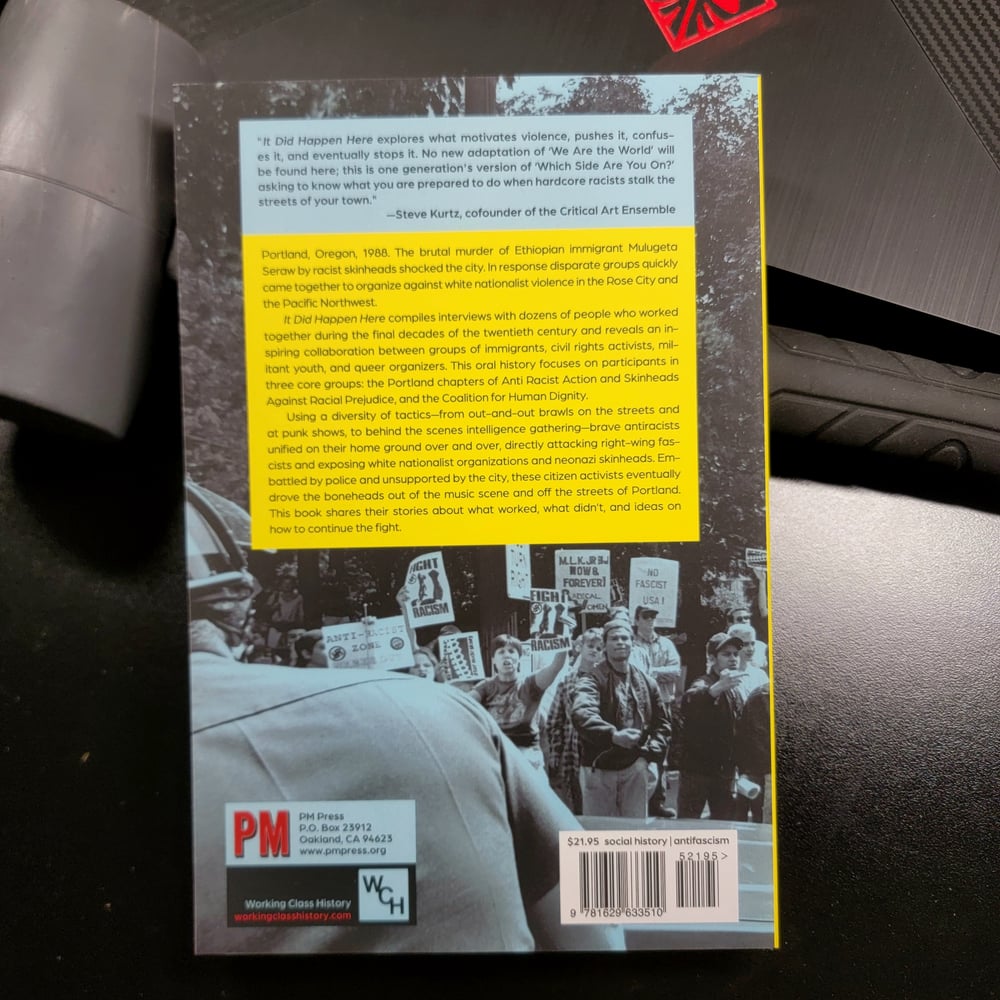 "It Did Happen Here explores what motivates violence, pushes it, confus-
es it, and eventually stops it. No new adaptation of 'We Are the World' will
be found here; this is one generation's version of 'Which Side Are You On?'
asking to know what you are prepared to do when hardcore racists stalk the
streets of your town."
—Steve Kurtz, cofounder of the Critical Art Ensemble
Portland, Oregon, 1988. The brutal murder of Ethiopian immigrant Mulugeta
Seraw by racist skinheads shocked the city. In response disparate groups quickly
came together to organize against white nationalist violence in the Rose City and
the Pacific Northwest.
It Did Happen Here compiles interviews with dozens of people who worked
together during the final decades of the twentieth century and reveals an in-
spiring collaboration between groups of immigrants, civil rights activists, mil-
itant youth, and queer organizers. This oral history focuses on participants in
three core groups: the Portland chapters of Anti Racist Action and Skinheads
Against Racial Prejudice, and the Coalition for Human Dignity.
Using a diversity of tactics—from out-and-out brawls on the streets and
at punk shows, to behind the scenes intelligence gathering—brave antiracists
unified on their home ground over and over, directly attacking right-wing fas-
cists and exposing white nationalist organizations and neonazi skinheads. Em-
battled by police and unsupported by the city, these citizen activists eventually
drove the boneheads out of the music scene and off the streets of Portland.
This book shares their stories about what worked, what didn't, and ideas on
how to continue the fight.
FIGHT
RACISM
M.L.K. JR.
NOW &
FOREVER!
NO
FASCIST
USA!
FIGHT
RACISM
ANTI-RACIST
ZONE
PM
PM Press
P.O. Box 23912
Oakland, CA 94623
www.pmpress.org
Working Class History
workingclasshistory.com
WCH
$21.95 social history | antifascism
52195>
9 781629 633510